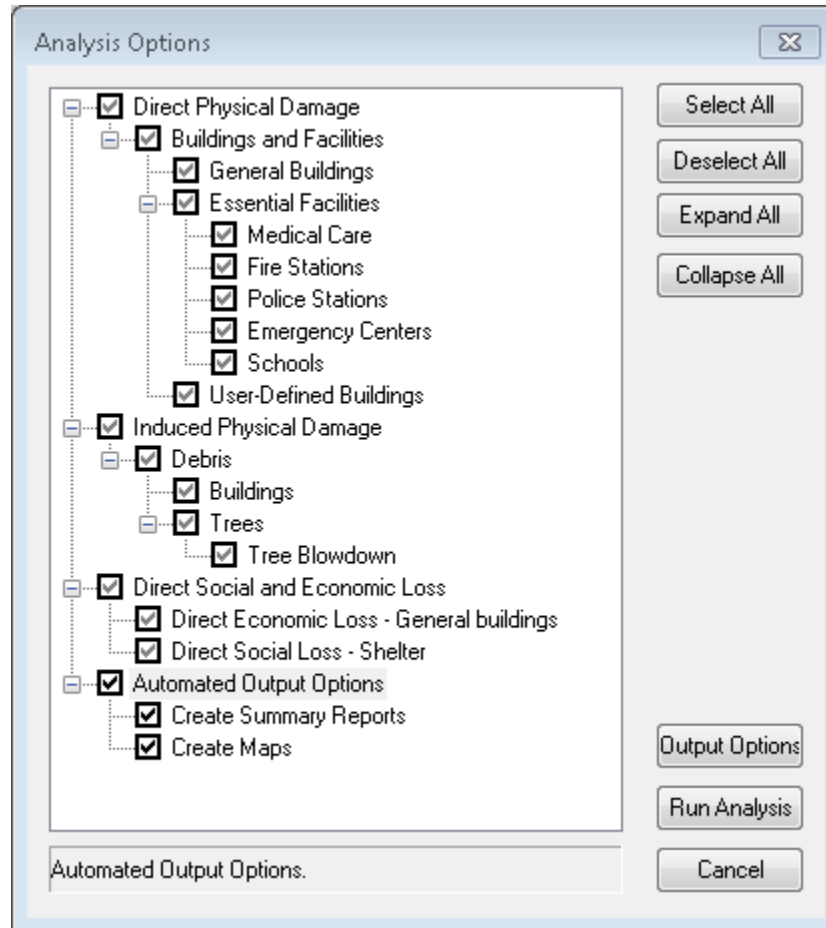 Analysis Options
Direct Physical Damage
Buildings and Facilities
General Buildings
Essential Facilities
Medical Care
Fire Stations
Police Stations
Emergency Centers
Schools
User-Defined Buildings
Induced Physical Damage
Debris
Buildings
Trees
Tree Blowdown
Direct Social and Economic Loss
Direct Economic Loss - General buildings
Direct Social Loss - Shelter
Automated Output Options
Create Summary Reports
Create Maps
Automated Output Options.
Select All
Deselect All
Expand All
Collapse All
Output Options
Run Analysis
Cancel